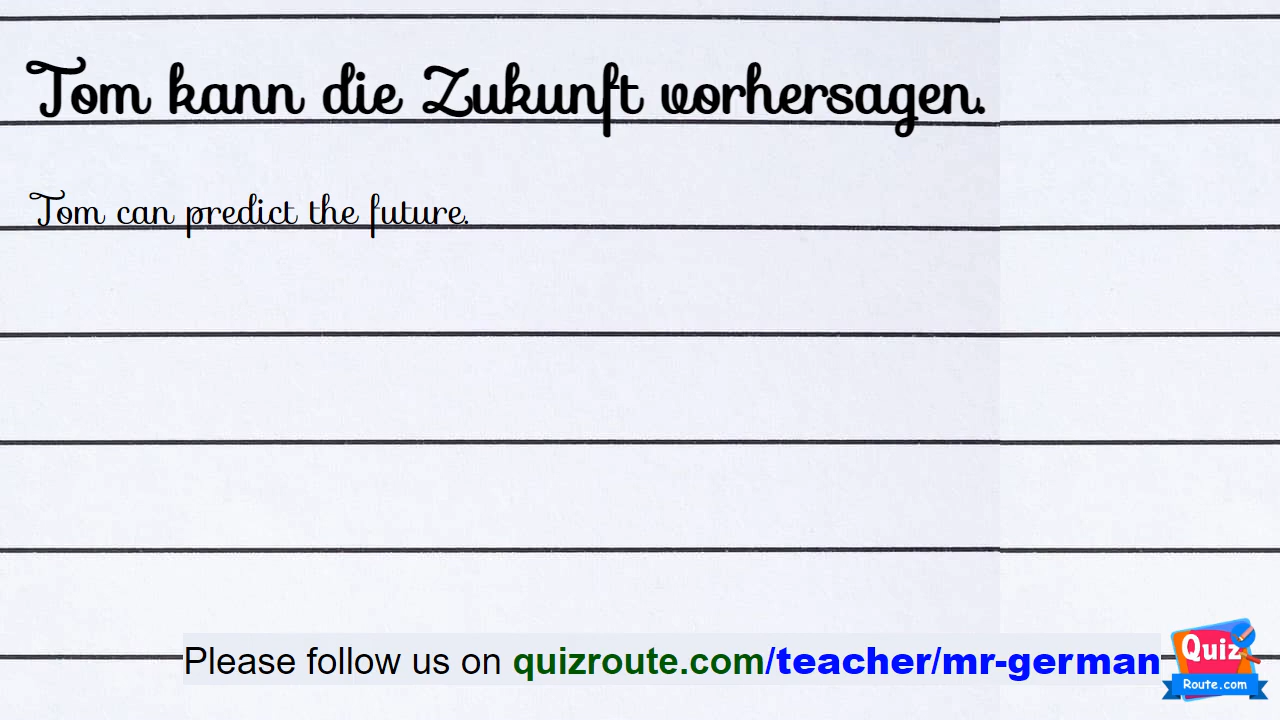 Tom kann die Zukunft vorhersagen.
Tom can predict the future.
Please follow us on quizroute.com/teacher/mr-german
Quiz
Route.com